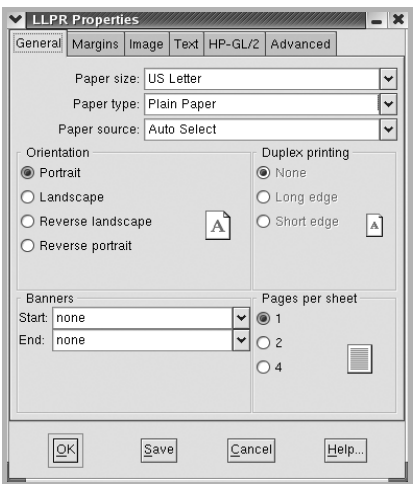 LLPR Properties
General Margins Image Text HP-GL/2 Advanced
Paper size: US Letter
Paper type: Plain Paper
Paper source: Auto Select
Orientation
Portrait
Landscape
Reverse landscape
Reverse portrait
A
Duplex printing
None
Long edge
Short edge
A
Banners
Start: none
End: none
Pages per sheet
1
2
4
OK Save Cancel Help...